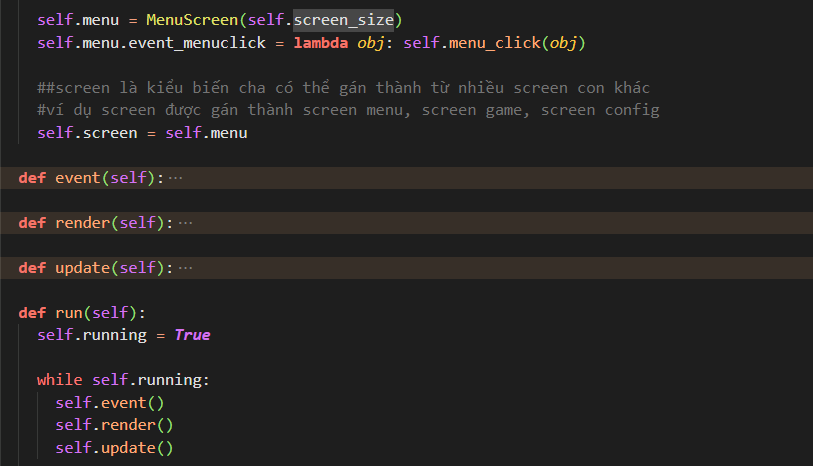 self.menu = MenuScreen(self.screen_size)
self.menu.event_menuclick = lambda obj: self.menu_click(obj)
##screen là kiểu biến cha có thể gán thành từ nhiều screen con khác
#ví dụ screen được gán thành screen menu, screen game, screen config
self.screen = self.menu
def event(self):···
def render(self):···
def update(self):···
def run(self):
self.running = True
while self.running:
self.event()
self.render()
self.update()